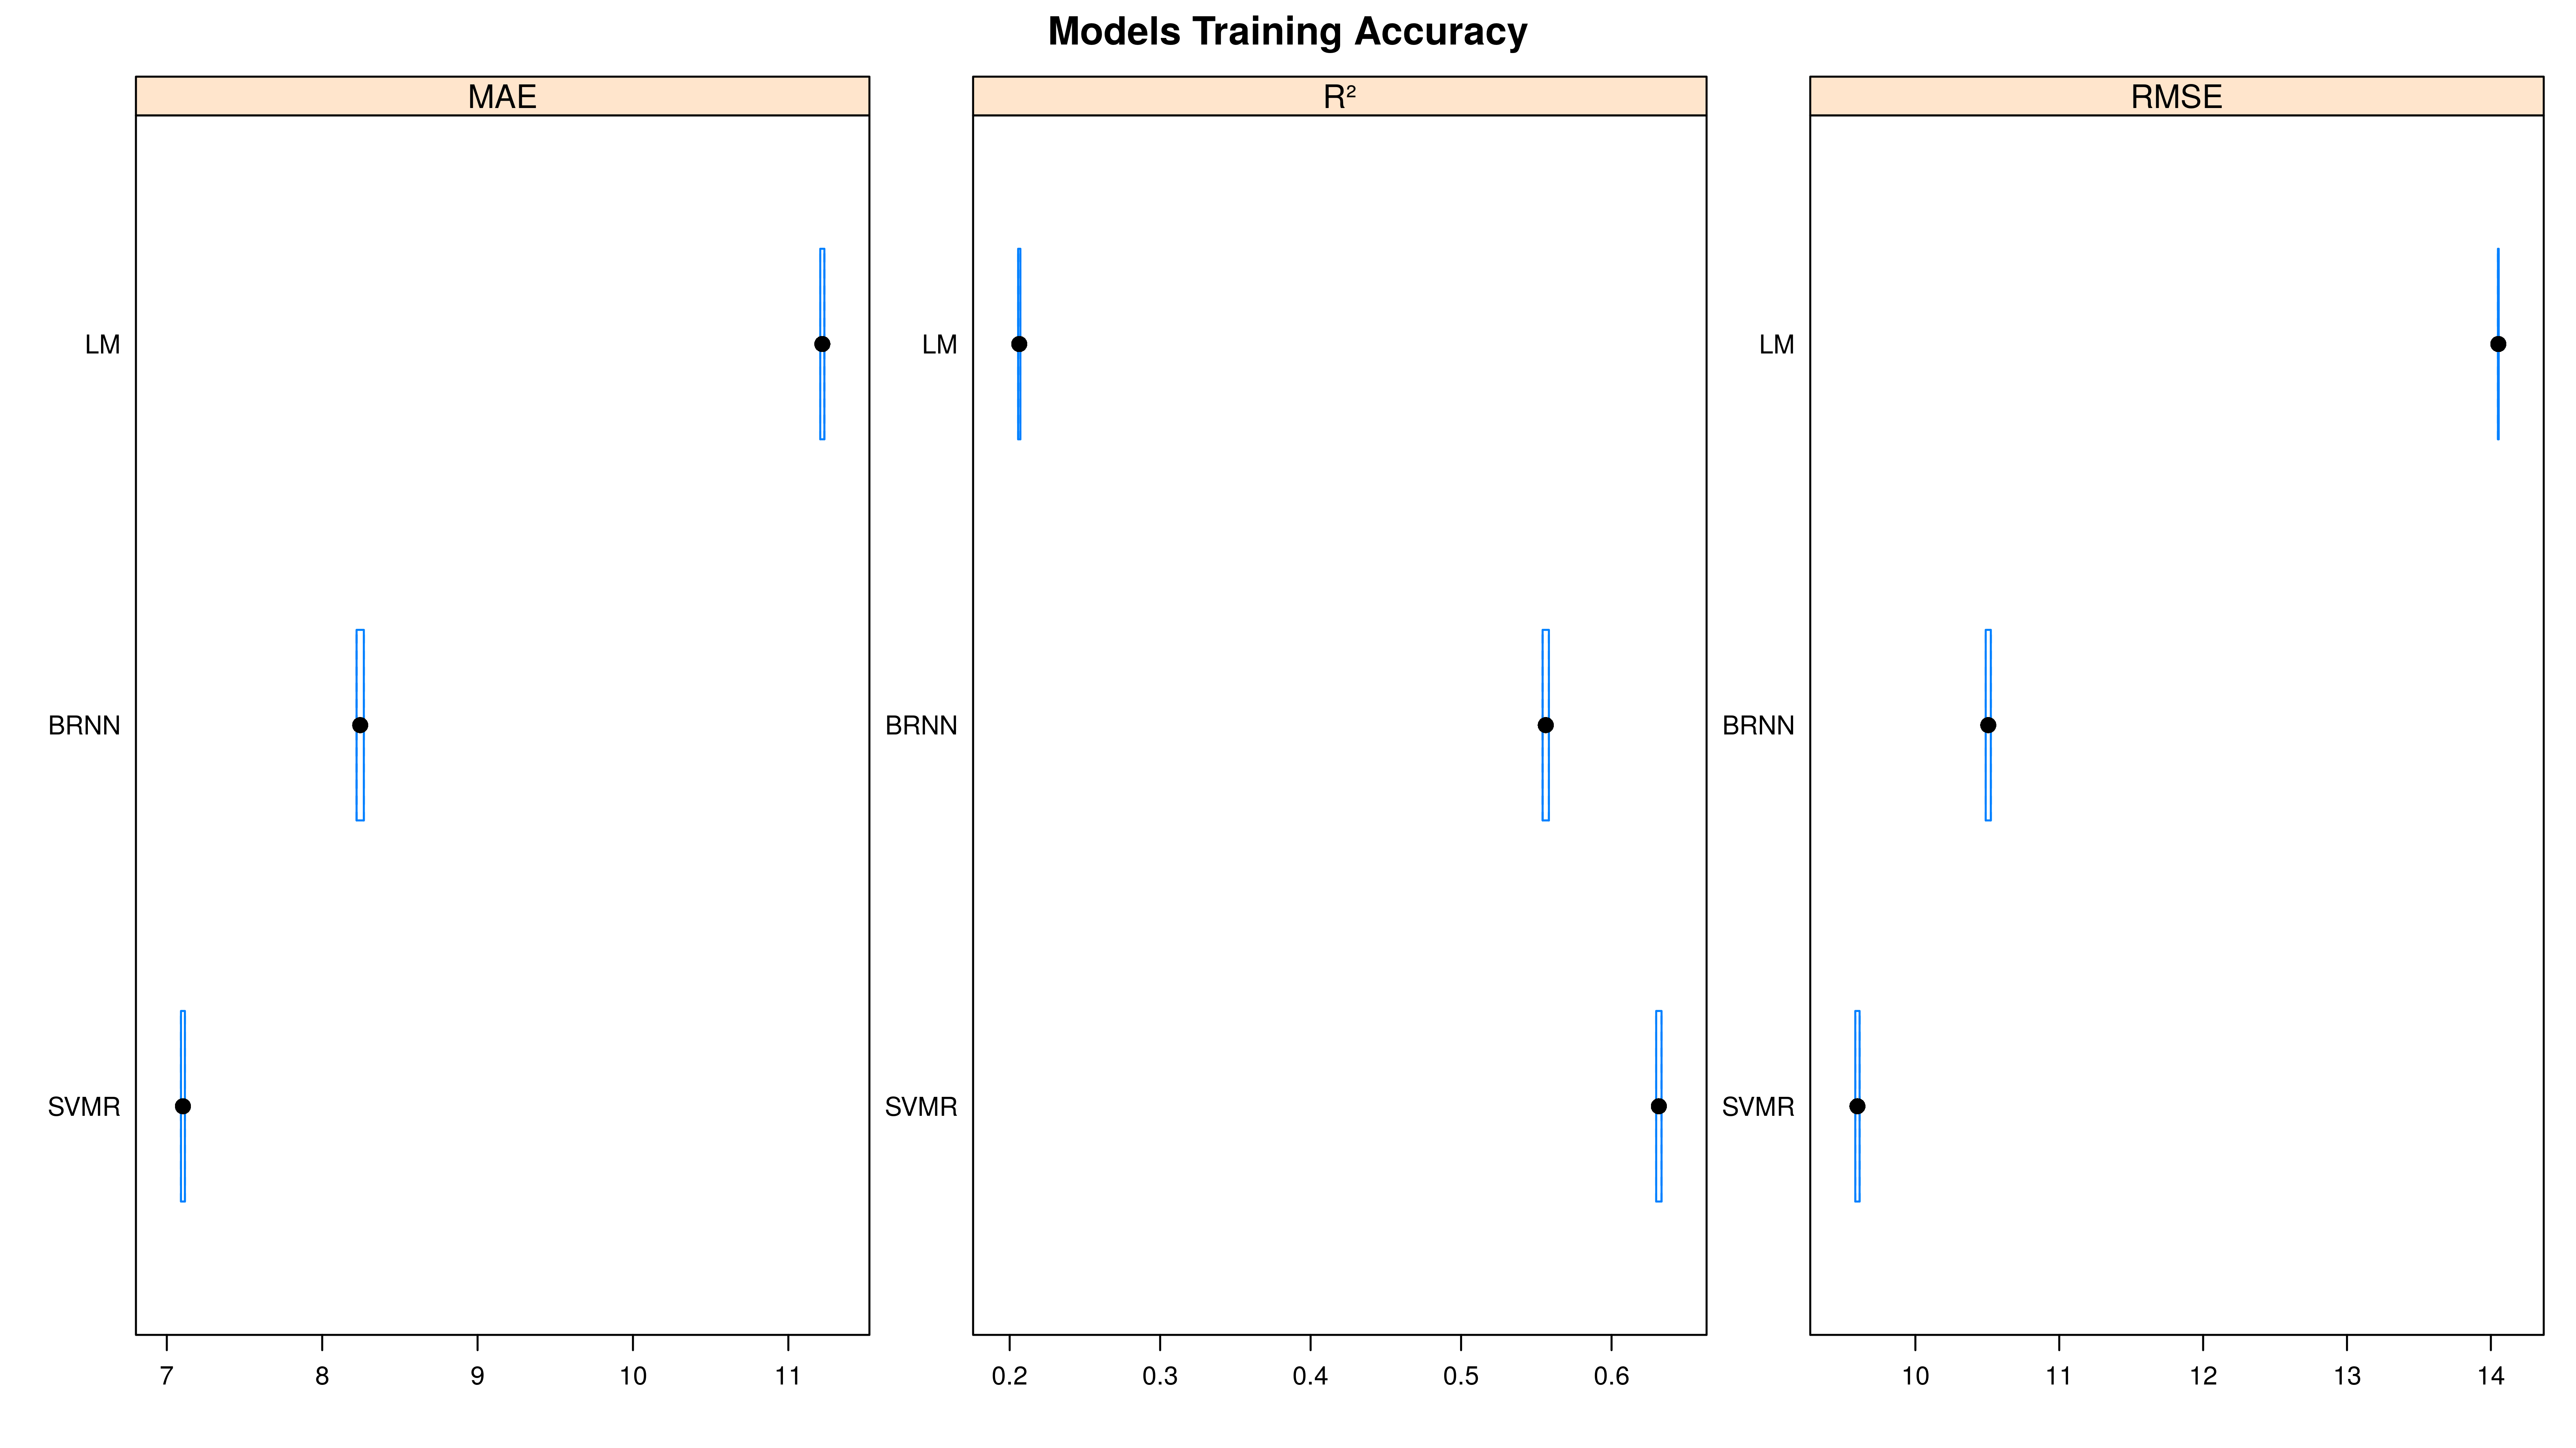 Models Training Accuracy
MAE
R²
RMSE
LM
LM
LM
BRNN
BRNN
BRNN
SVMR
SVMR
SVMR
7 8 9 10 11
0.2 0.3 0.4 0.5 0.6
10 11 12 13 14